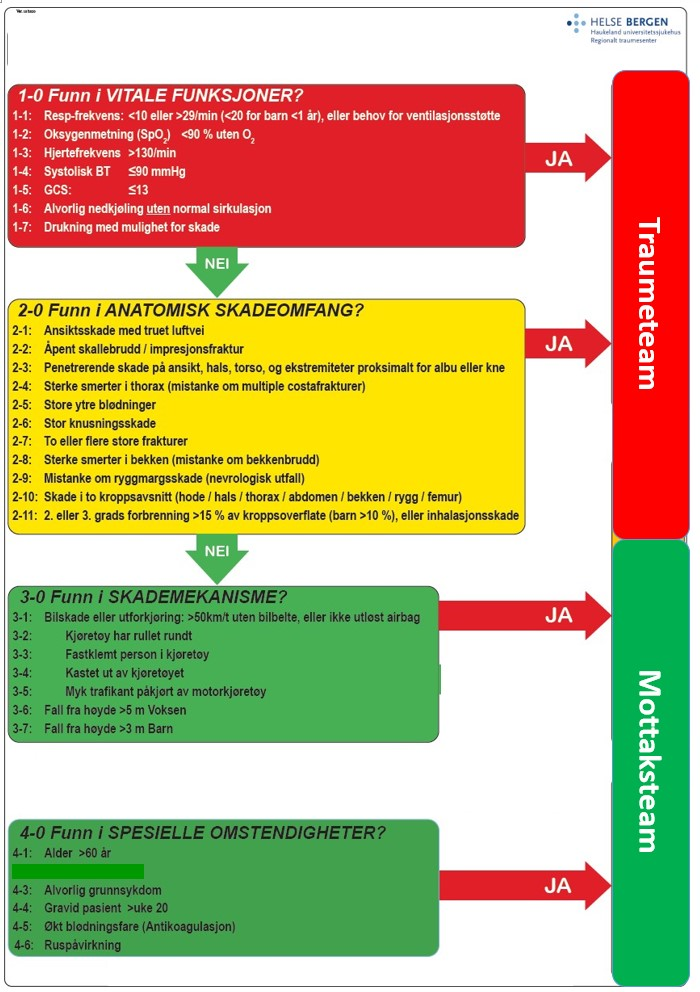 HELSE BERGEN
Haukeland universitetssjukehus
Regionalt traumesenter
1-0 Funn i VITALE FUNKSJONER?
1-1: Resp-frekvens: <10 eller >29/min (<20 for barn <1 år), eller behov for ventilasjonsstøtte
1-2: Oksygenmetning (SpO2) <90 % uten O2
1-3: Hjertefrekvens >130/min
1-4: Systolisk BT ≤90 mmHg
1-5: GCS: ≤13
1-6: Alvorlig nedkjøling uten normal sirkulasjon
1-7: Drukning med mulighet for skade
JA
NEI
Traumeteam
2-0 Funn i ANATOMISK SKADEOMFANG?
2-1: Ansiktsskade med truet luftvei
2-2: Åpent skallebrudd / impresjonsfraktur
2-3: Penetrerende skade på ansikt, hals, torso, og ekstremiteter proksimalt for albu eller kne
2-4: Sterke smerter i thorax (mistanke om multiple costafrakturer)
2-5: Store ytre blødninger
2-6: Stor knusningsskade
2-7: To eller flere store frakturer
2-8: Sterke smerter i bekken (mistanke om bekkenbrudd)
2-9: Mistanke om ryggmargsskade (nevrologisk utfall)
2-10: Skade i to kroppsavsnitt (hode / hals / thorax / abdomen / bekken / rygg / femur)
2-11: 2. eller 3. grads forbrenning >15 % av kroppsoverflate (barn >10 %), eller inhalasjonsskade
JA
NEI
3-0 Funn i SKADEMEKANISME?
3-1: Bilskade eller utforkjøring: >50km/t uten bilbelte, eller ikke utløst airbag
3-2: Kjøretøy har rullet rundt
3-3: Fastklemt person i kjøretøy
3-4: Kastet ut av kjøretøyet
3-5: Myk trafikant påkjørt av motorkjøretøy
3-6: Fall fra høyde >5 m Voksen
3-7: Fall fra høyde >3 m Barn
JA
Mottaksteam
4-0 Funn i SPESIELLE OMSTENDIGHETER?
4-1: Alder >60 år
4-3: Alvorlig grunnsykdom
4-4: Gravid pasient >uke 20
4-5: Økt blødningsfare (Antikoagulasjon)
4-6: Ruspåvirkning
JA